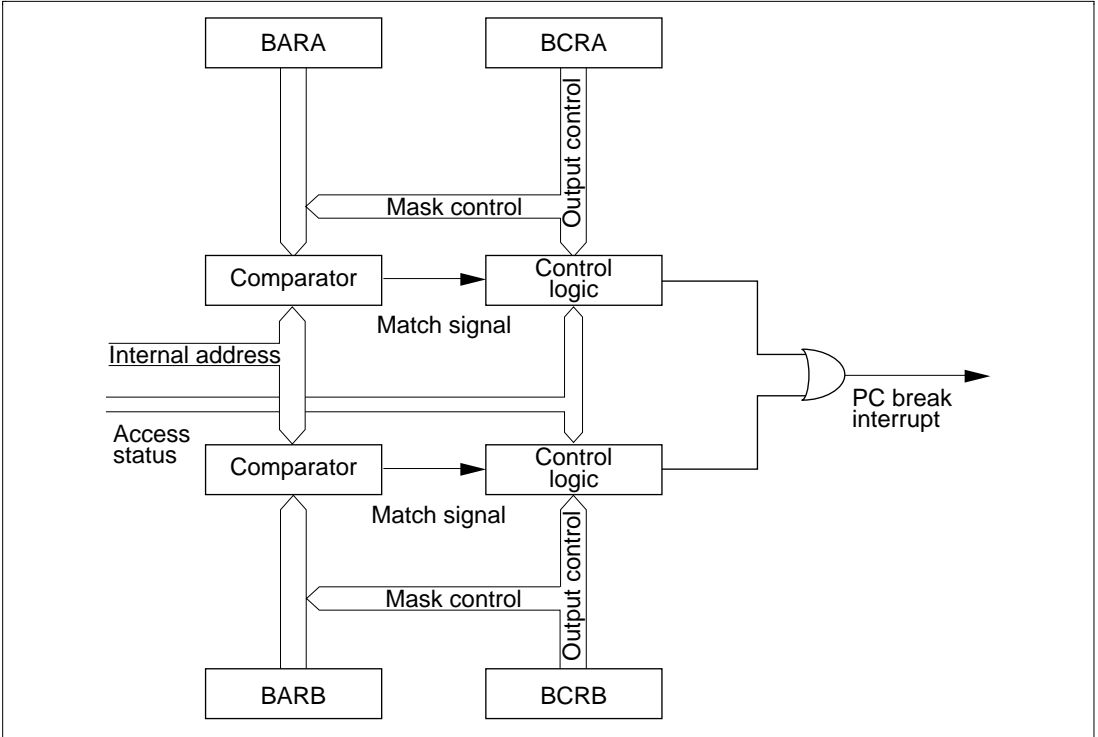 BARA
BCRA
Output control
Mask control
Comparator
Control
logic
Match signal
Internal address
Access
status
PC break
interrupt
Comparator
Control
logic
Match signal
Output control
Mask control
BARB
BCRB